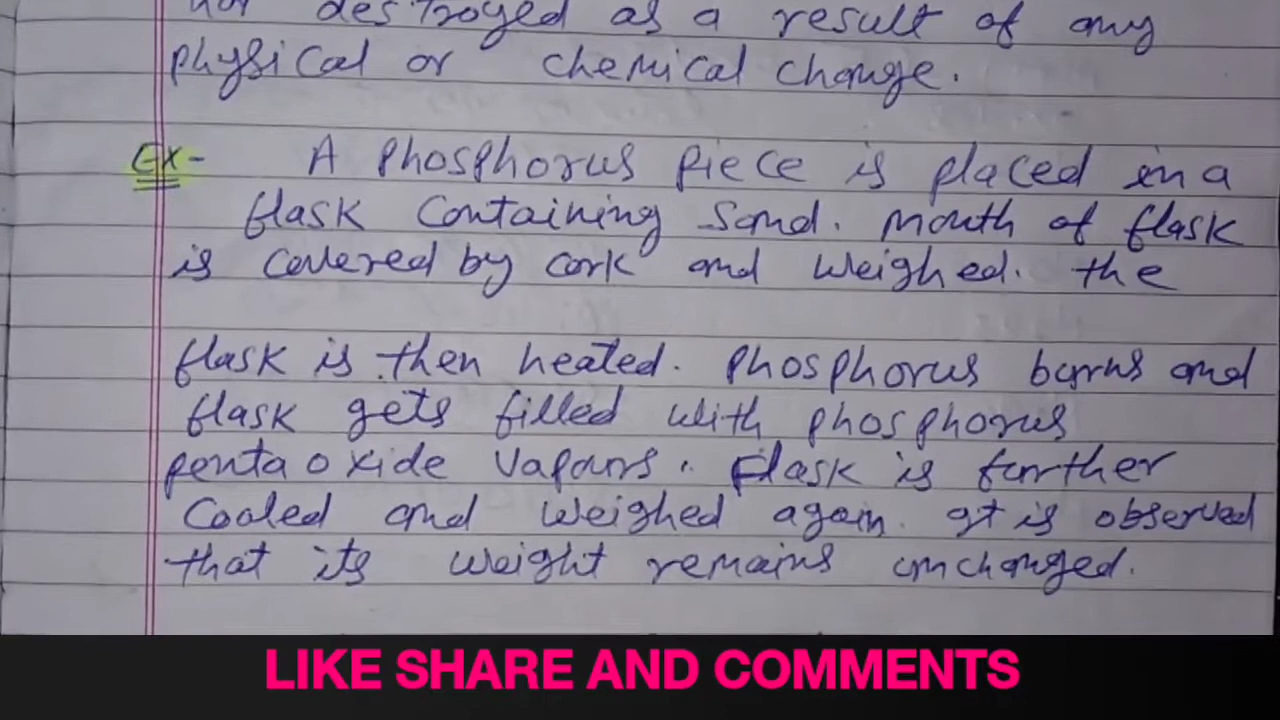 nor destroyed as a result of any
physical or chemical change.
Ex- A Phosphorus piece is placed in a
flask containing sand. Mouth of flask
is covered by cork and weighed. the
flask is then heated. Phosphorus burns and
flask gets filled with phosphorus
pentaoxide vapours. Flask is further
cooled and weighed again. It is observed
that its weight remains unchanged.
LIKE SHARE AND COMMENTS